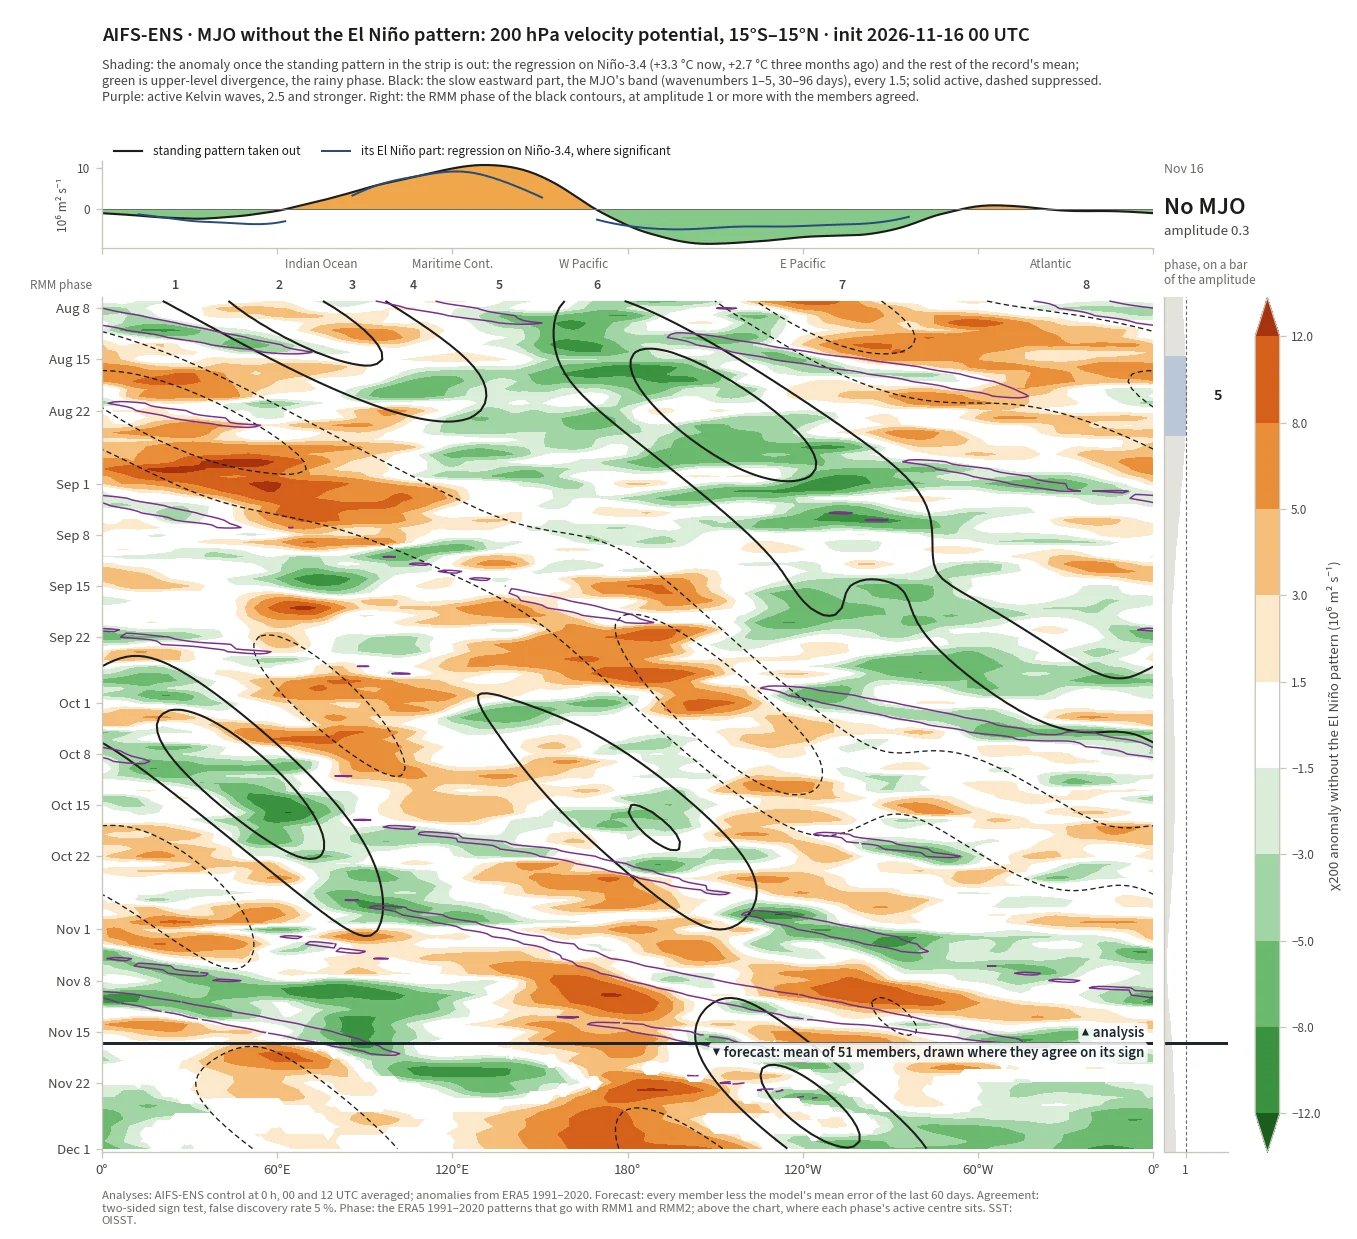 AIFS-ENS · MJO without the El Niño pattern: 200 hPa velocity potential, 15°S–15°N · init 2026-11-16 00 UTC
Shading: the anomaly once the standing pattern in the strip is out: the regression on Niño-3.4 (+3.3 °C now, +2.7 °C three months ago) and the rest of the record's mean;
green is upper-level divergence, the rainy phase. Black: the slow eastward part, the MJO's band (wavenumbers 1–5, 30–96 days), every 1.5; solid active, dashed suppressed.
Purple: active Kelvin waves, 2.5 and stronger. Right: the RMM phase of the black contours, at amplitude 1 or more with the members agreed.
standing pattern taken out
its El Niño part: regression on Niño-3.4, where significant
10
0
10⁶ m² s⁻¹
Nov 16
No MJO
amplitude 0.3
phase, on a bar
of the amplitude
Indian Ocean
Maritime Cont.
W Pacific
E Pacific
Atlantic
RMM phase
1
2
3
4
5
6
7
8
Aug 8
Aug 15
Aug 22
Sep 1
Sep 8
Sep 15
Sep 22
Oct 1
Oct 8
Oct 15
Oct 22
Nov 1
Nov 8
Nov 15
Nov 22
Dec 1
▲ analysis
▼ forecast: mean of 51 members, drawn where they agree on its sign
0°
60°E
120°E
180°
120°W
60°W
0°
5
1
12.0
8.0
5.0
3.0
1.5
−1.5
−3.0
−5.0
−8.0
−12.0
χ200 anomaly without the El Niño pattern (10⁶ m² s⁻¹)
Analyses: AIFS-ENS control at 0 h, 00 and 12 UTC averaged; anomalies from ERA5 1991–2020. Forecast: every member less the model's mean error of the last 60 days. Agreement:
two-sided sign test, false discovery rate 5 %. Phase: the ERA5 1991–2020 patterns that go with RMM1 and RMM2; above the chart, where each phase's active centre sits. SST:
OISST.